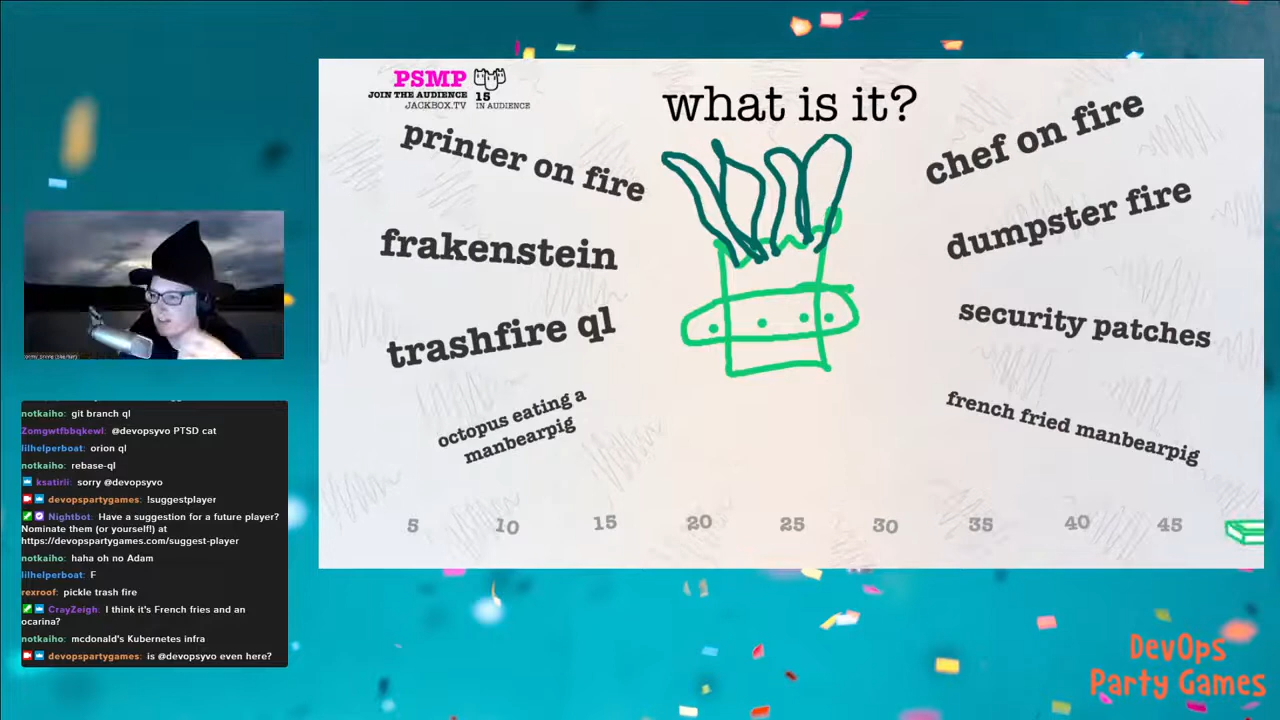 PSMP
JOIN THE AUDIENCE
JACKBOX.TV
15
IN AUDIENCE
what is it?
printer on fire
frakenstein
trashfire ql
octopus eating a
manbearpig
chef on fire
dumpster fire
security patches
french fried manbearpig
5 10 15 20 25 30 35 40 45
notkaiho: git branch ql
Zomgwtfbbqkewl: @devopsyvo PTSD cat
lilhelperboat: orion ql
notkaiho: rebase-ql
ksatirli: sorry @devopsyvo
devopspartygames: !suggestplayer
Nightbot: Have a suggestion for a future player?
Nominate them (or yourself!) at
https://devopspartygames.com/suggest-player
notkaiho: haha oh no Adam
lilhelperboat: F
rexroof: pickle trash fire
CrayZeigh: I think it's French fries and an
ocarina?
notkaiho: mcdonald's Kubernetes infra
devopspartygames: is @devopsyvo even here?
DevOps
Party Games